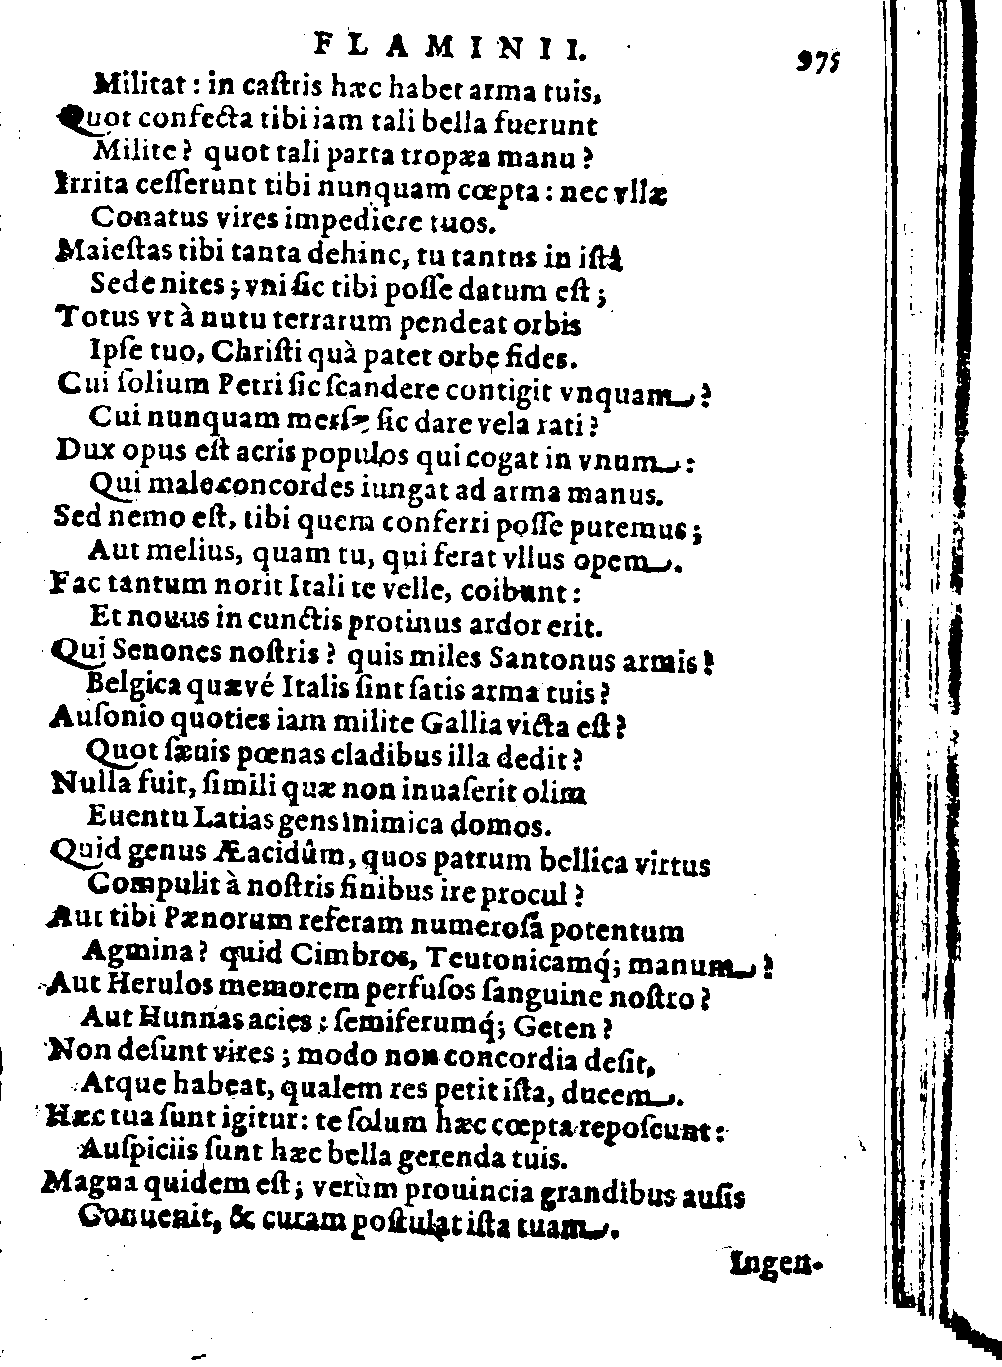 FLAMINII. 975
Militat : in caſtris hæc habet arma tuis,
Quot confecta tibi iam tali bella fuerunt
Milite? quot tali parta tropæa manu?
Irrita ceſſerunt tibi nunquam cœpta : nec vllæ
Conatus vires impediere tuos.
Maieſtas tibi tanta dehinc, tu tantus in iſtâ
Sede nites; vni ſic tibi poſſe datum eſt;
Totus vt à nutu terrarum pendeat orbis
Ipſe tuo, Chriſti quà patet orbe fides.
Cui ſolium Petri ſic ſcandere contigit vnquam?
Cui nunquam merſæ ſic dare vela rati?
Dux opus eſt acris populos qui cogat in vnum:
Qui male concordes iungat ad arma manus.
Sed nemo eſt, tibi quem conferri poſſe putemus;
Aut melius, quam tu, qui ferat vllus opem.
Fac tantum norit Itali te velle, coibunt:
Et nouus in cunctis protinus ardor erit.
Qui Senones noſtris? quis miles Santonus armis?
Belgica quæ vé Italis ſint ſatis arma tuis?
Auſonio quoties iam milite Gallia victa eſt?
Quot ſæuis pœnas cladibus illa dedit?
Nulla fuit, ſimili quæ non inuaſerit olim
Euentu Latias gens inimica domos.
Quid genus Æacidûm, quos patrum bellica virtus
Compulit à noſtris finibus ire procul?
Aut tibi Pænorum referam numeroſa potentum
Agmina? quid Cimbros, Teutonicamq́; manum?
Aut Herulos memorem perfuſos ſanguine noſtro?
Aut Hunnas acies; ſemiferumq́; Geten?
Non deſunt vires; modo non concordia deſit,
Atque habeat, qualem res petit iſta, ducem.
Hæc tua ſunt igitur: te ſolum hæc cœpta repoſcunt:
Auſpiciis ſunt hæc bella gerenda tuis.
Magna quidem eſt; verùm prouincia grandibus auſis
Conuenit, & curam poſtulat iſta tuam.
Ingen-